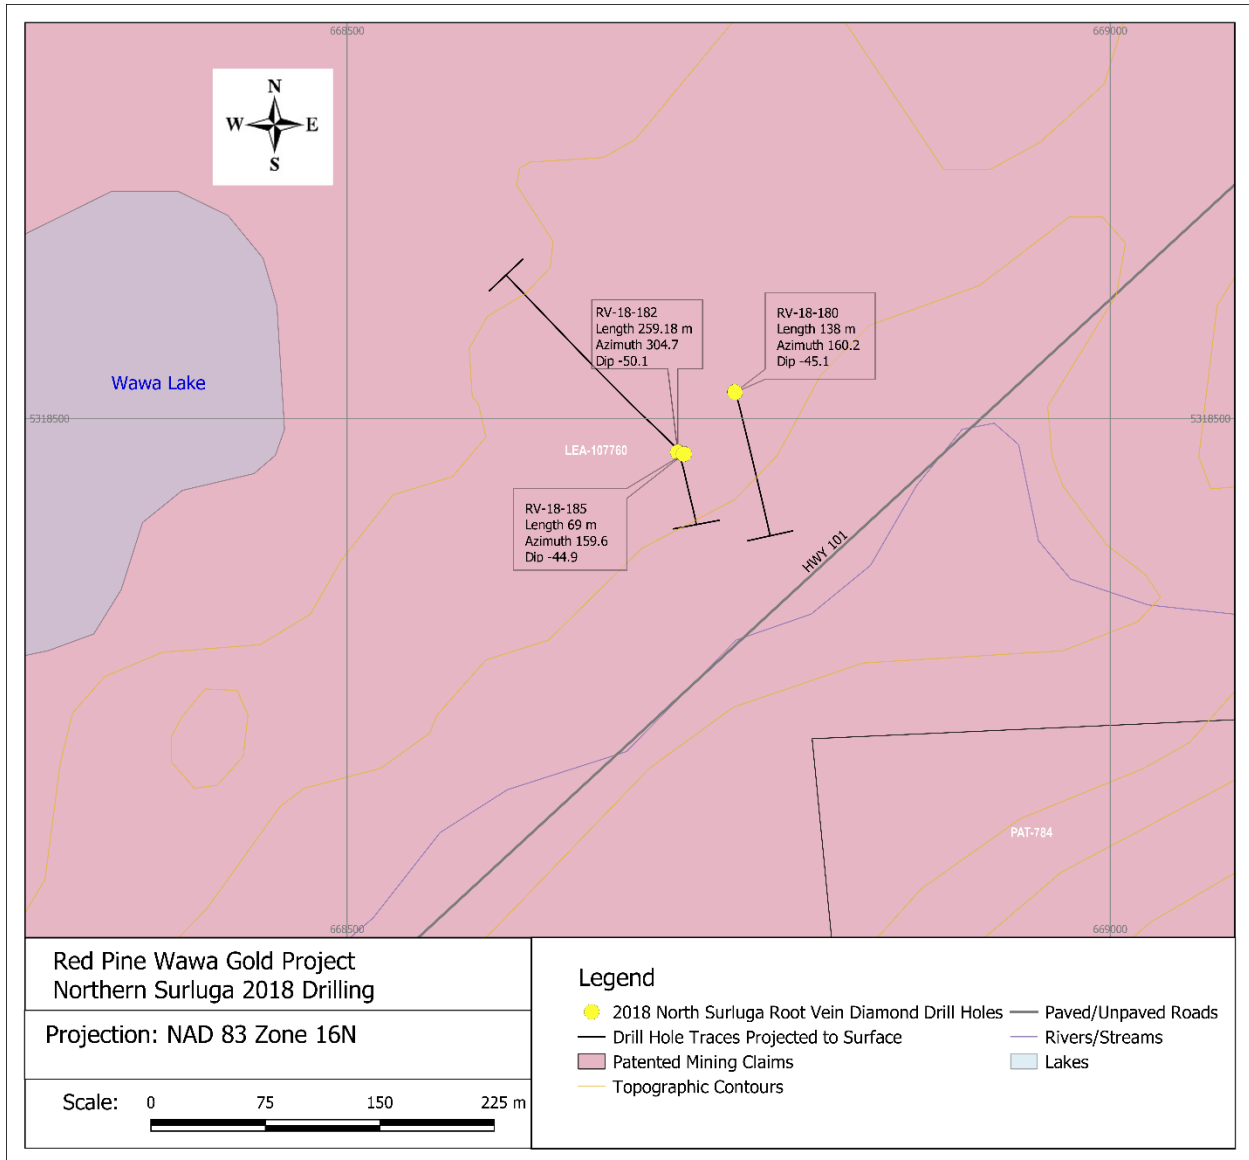 668500
669000
N
W E
S
RV-18-182
Length 259.18 m
Azimuth 304.7
Dip -50.1
RV-18-180
Length 138 m
Azimuth 160.2
Dip -45.1
Wawa Lake
5318500
5318500
LEA-107760
RV-18-185
Length 69 m
Azimuth 159.6
Dip -44.9
HWY 101
PAT-784
668500
669000
Red Pine Wawa Gold Project
Northern Surluga 2018 Drilling
Projection: NAD 83 Zone 16N
Scale: 0 75 150 225 m
Legend
2018 North Surluga Root Vein Diamond Drill Holes
Drill Hole Traces Projected to Surface
Patented Mining Claims
Topographic Contours
Paved/Unpaved Roads
Rivers/Streams
Lakes